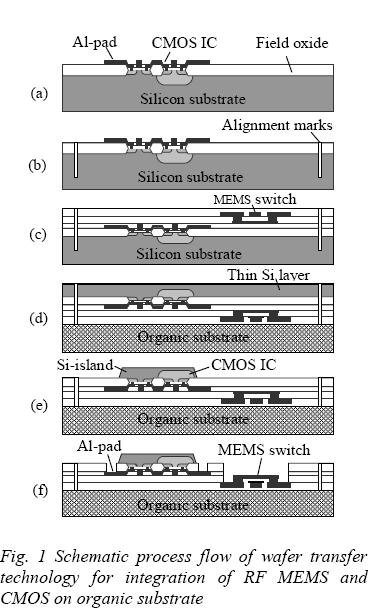 Al-pad CMOS IC Field oxide
(a)
Silicon substrate
Alignment marks
(b)
Silicon substrate
MEMS switch
(c)
Silicon substrate
Thin Si layer
(d)
Organic substrate
Si-island CMOS IC
(e)
Organic substrate
Al-pad MEMS switch
(f)
Organic substrate
Fig. 1 Schematic process flow of wafer transfer
technology for integration of RF MEMS and
CMOS on organic substrate